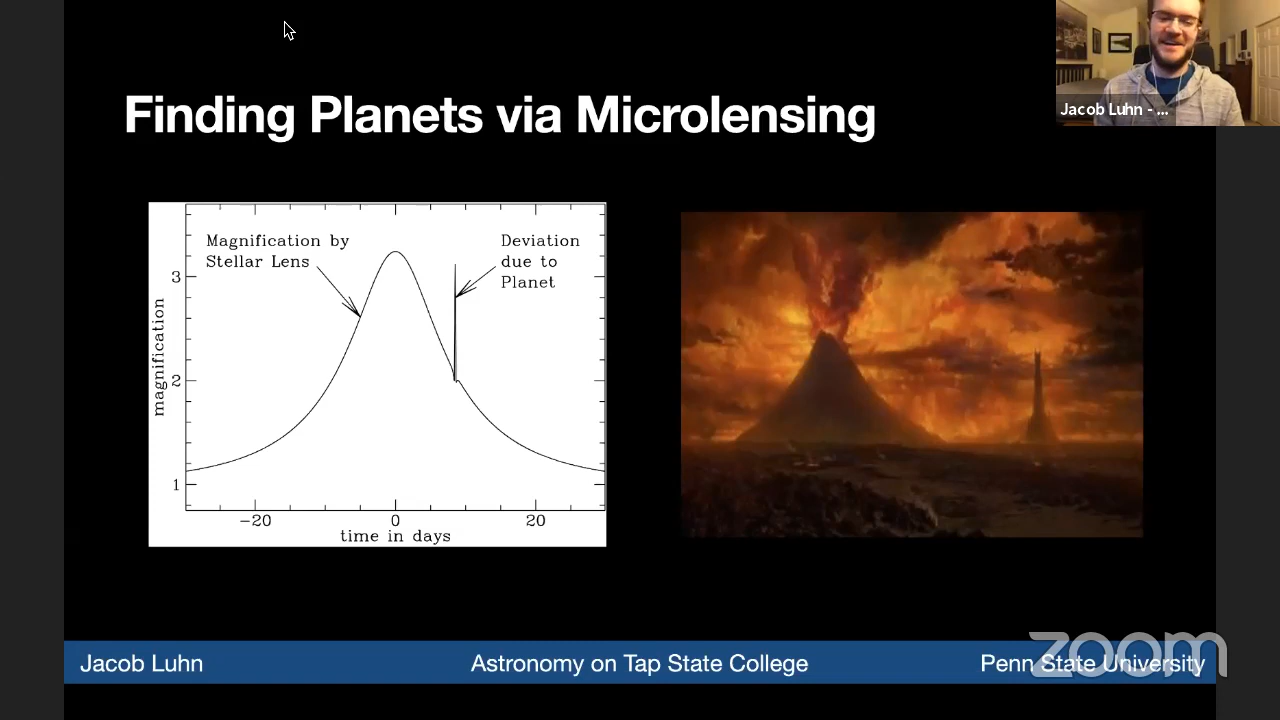 Finding Planets via Microlensing
Jacob Luhn - ...
Magnification by
Stellar Lens
Deviation
due to
Planet
magnification
3
2
1
-20
0
20
time in days
zoom
Jacob Luhn
Astronomy on Tap State College
Penn State University